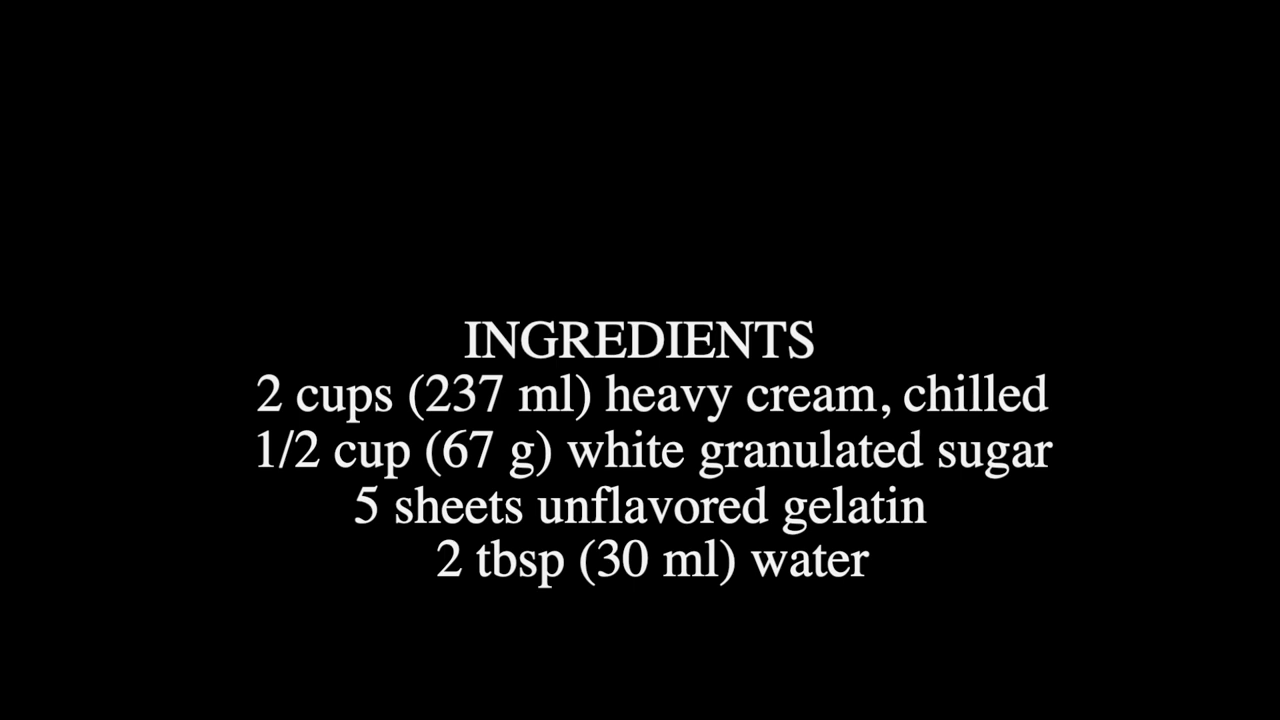 INGREDIENTS
2 cups (237 ml) heavy cream, chilled
1/2 cup (67 g) white granulated sugar
5 sheets unflavored gelatin
2 tbsp (30 ml) water